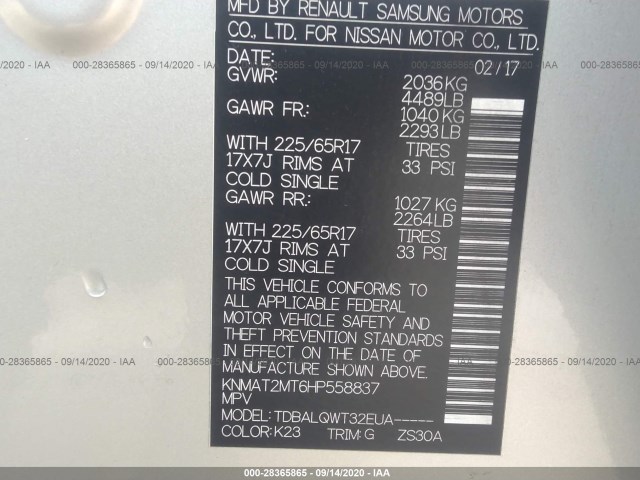 MFD BY RENAULT SAMSUNG MOTORS
CO., LTD. FOR NISSAN MOTOR CO., LTD.
DATE: 02/17
GVWR: 2036KG
4489LB
GAWR FR.: 1040KG
2293LB
WITH 225/65R17 TIRES
17X7J RIMS AT 33 PSI
COLD SINGLE
GAWR RR.: 1027KG
2264LB
WITH 225/65R17 TIRES
17X7J RIMS AT 33 PSI
COLD SINGLE
THIS VEHICLE CONFORMS TO
ALL APPLICABLE FEDERAL
MOTOR VEHICLE SAFETY AND
THEFT PREVENTION STANDARDS
IN EFFECT ON THE DATE OF
MANUFACTURE SHOWN ABOVE.
KNMAT2MT6HP558837
MPV
MODEL: TDBALQWT32EUA-----
COLOR: K23 TRIM: G ZS30A
000-28365865 - 09/14/2020 - IAA